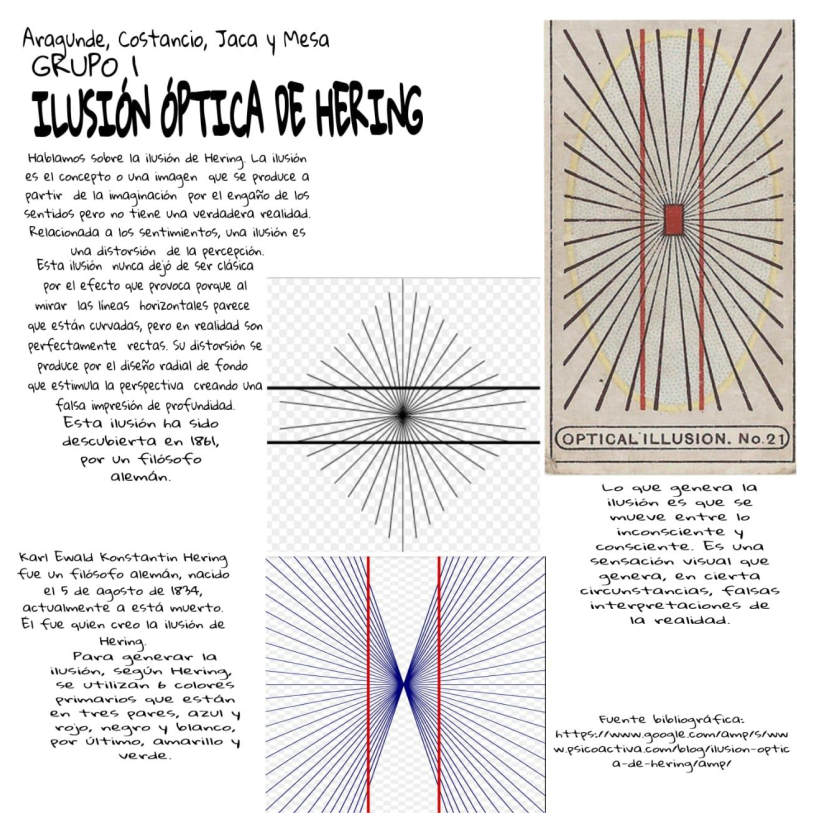 Aragunde, Costancio, Jaca y Mesa
GRUPO 1
ILUSIÓN ÓPTICA DE HERING
Hablamos sobre la ilusión de Hering. La ilusión
es el concepto o una imagen que se produce a
partir de la imaginación por el engaño de los
sentidos pero no tiene una verdadera realidad.
Relacionada a los sentimientos, una ilusión es
una distorsión de la percepción.
Esta ilusión nunca dejó de ser clásica
por el efecto que provoca porque al
mirar las líneas horizontales parece
que están curvadas, pero en realidad son
perfectamente rectas. Su distorsión se
produce por el diseño radial de fondo
que estimula la perspectiva creando una
falsa impresión de profundidad.
Esta ilusión ha sido
descubierta en 1861,
por un filósofo
alemán.
Karl Ewald Konstantin Hering
fue un filósofo alemán, nacido
el 5 de agosto de 1834,
actualmente a está muerto.
Él fue quien creo la ilusión de
Hering.
Para generar la
ilusión, según Hering,
se utilizan 6 colores
primarios que están
en tres pares, azul y
rojo, negro y blanco,
por último, amarillo y
verde.
OPTICAL ILLUSION. No. 21
Lo que genera la
ilusión es que se
mueve entre lo
inconsciente y
consciente. Es una
sensación visual que
genera, en cierta
circunstancias, falsas
interpretaciones de
la realidad.
Fuente bibliográfica:
https://www.google.com/amp/s/ww
w.psicoactiva.com/blog/ilusion-optic
a-de-hering/amp/